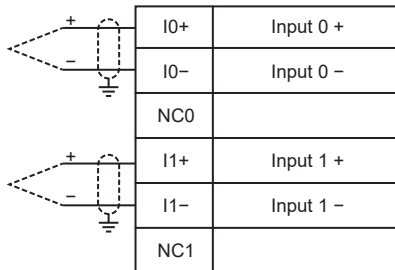 + I0+ Input 0 +
− I0− Input 0 −
NC0
+ I1+ Input 1 +
− I1− Input 1 −
NC1